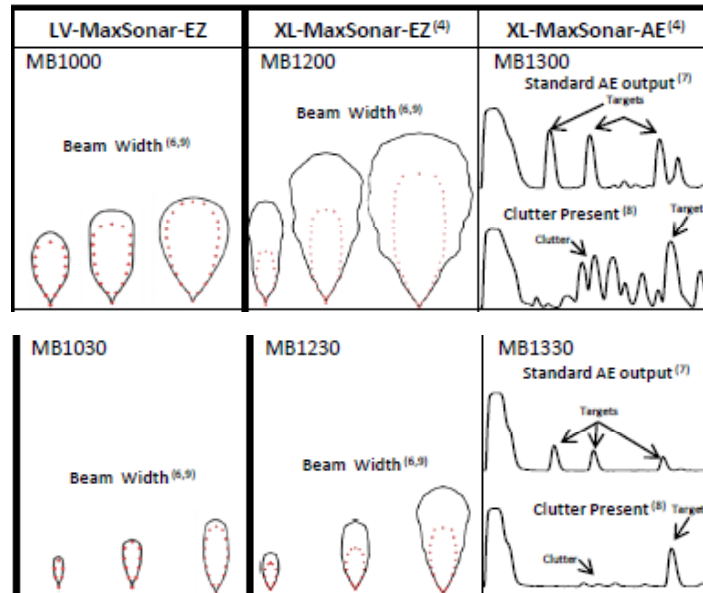 LV-MaxSonar-EZ
XL-MaxSonar-EZ(4)
XL-MaxSonar-AE(4)
MB1000
Beam Width (6,9)
MB1200
Beam Width (6,9)
MB1300
Standard AE output (7)
Targets
Clutter Present (8)
Target
Clutter
MB1030
Beam Width (6,9)
MB1230
Beam Width (6,9)
MB1330
Standard AE output (7)
Targets
Clutter Present (8)
Target
Clutter